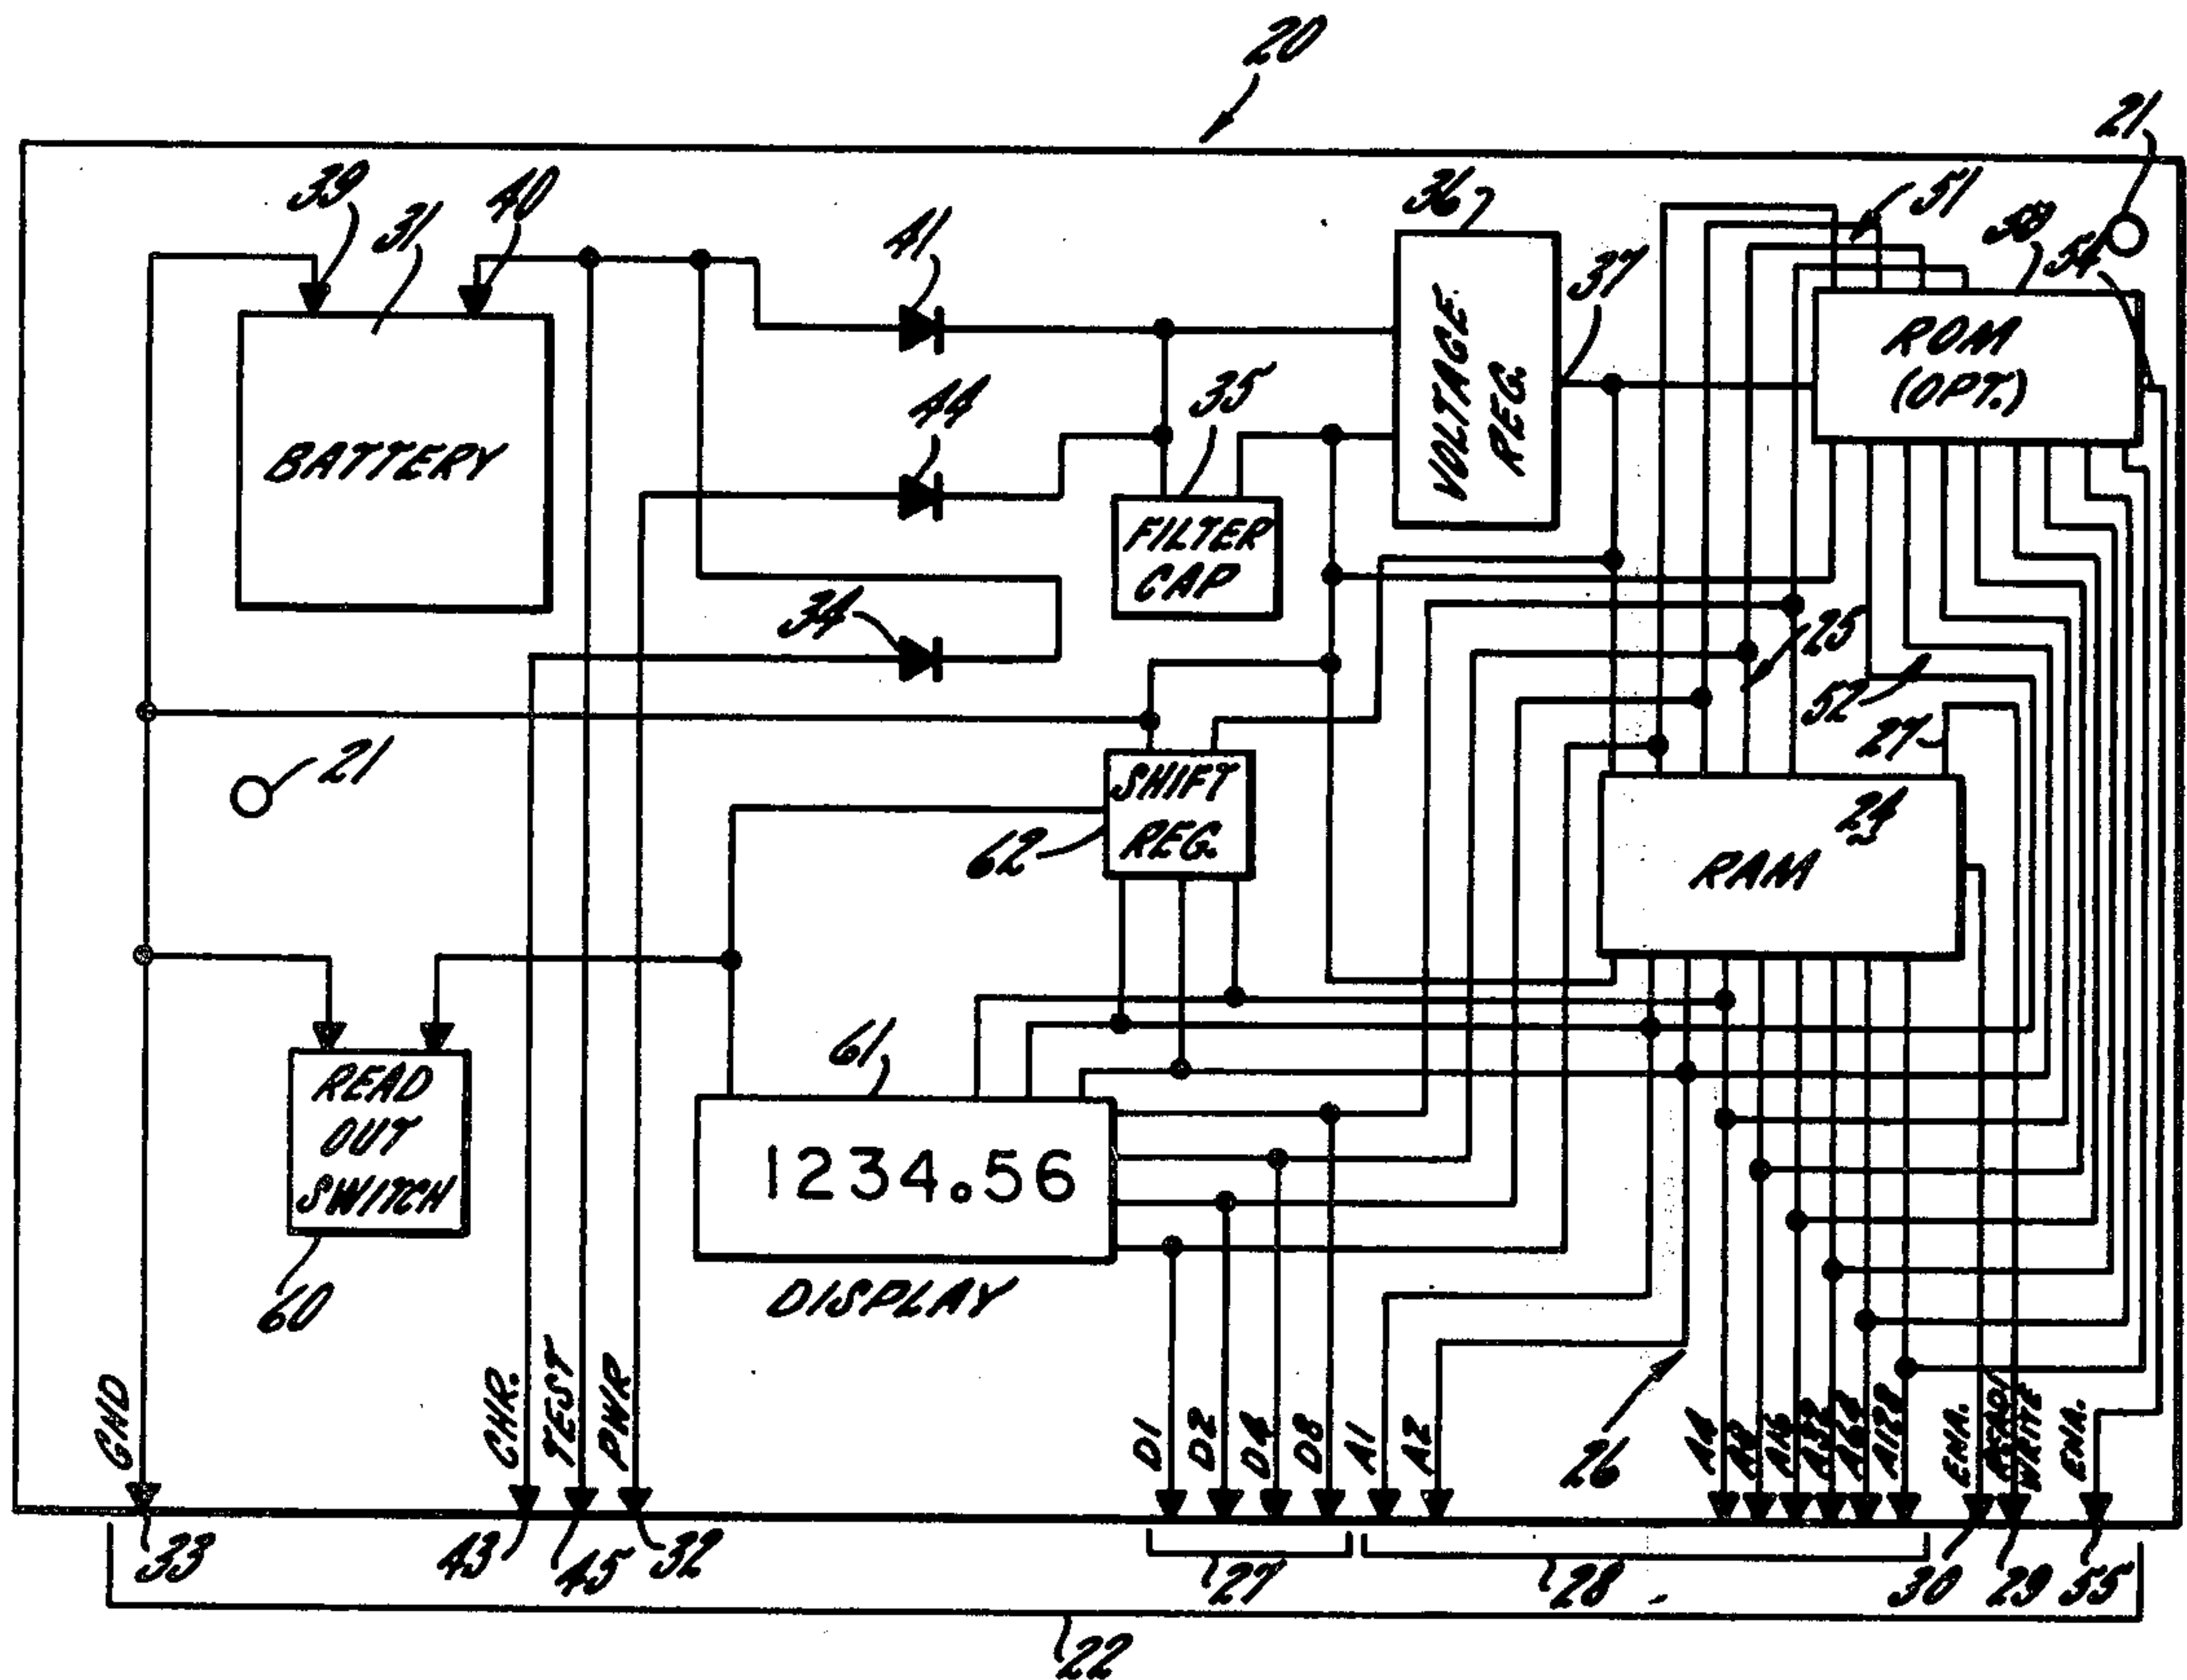 20
21
39
31
40
41
36
51
50
54
37
BATTERY
44
35
VOLTAGE
REG.
ROM
(OPT.)
FILTER
CAP
34
25
52
27
21
SHIFT
REG.
62
RAM
READ
OUT
SWITCH
60
61
1234.56
DISPLAY
GND
CHR.
TEST
PWR
D1
D2
D4
D8
A1
A2
26
A4
A8
A16
A32
A128
ENA.
READ/
WRITE
ENA.
33
43
45
32
27
28
30
29
55
22